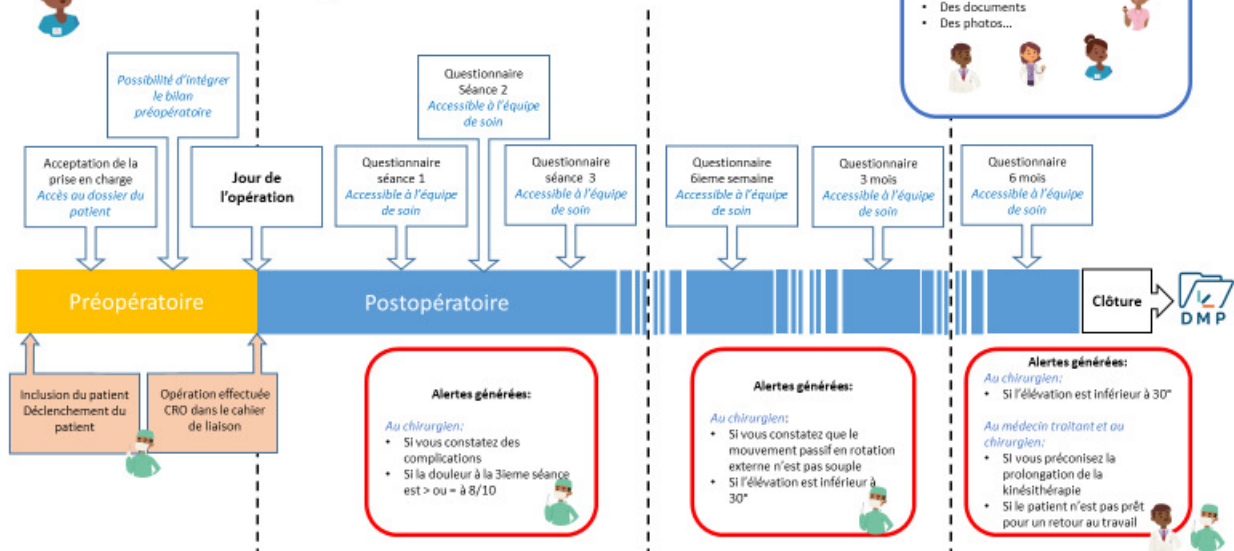 • Des documents
• Des photos...
Possibilité d'intégrer
le bilan
préopératoire
Questionnaire
Séance 2
Accessible à l'équipe
de soin
Acceptation de la
prise en charge
Accès au dossier du
patient
Jour de
l'opération
Questionnaire
séance 1
Accessible à l'équipe
de soin
Questionnaire
séance 3
Accessible à l'équipe
de soin
Questionnaire
6ieme semaine
Accessible à l'équipe
de soin
Questionnaire
3 mois
Accessible à l'équipe
de soin
Questionnaire
6 mois
Accessible à l'équipe
de soin
Préopératoire
Postopératoire
Clôture
DMP
Inclusion du patient
Déclenchement du
patient
Opération effectuée
CRO dans le cahier
de liaison
Alertes générées:
Au chirurgien:
• Si vous constatez des
complications
• Si la douleur à la 3ieme séance
est > ou = à 8/10
Alertes générées:
Au chirurgien:
• Si vous constatez que le
mouvement passif en rotation
externe n'est pas souple
• Si l'élévation est inférieur à
30°
Alertes générées:
Au chirurgien:
• Si l'élévation est inférieur à 30°
Au médecin traitant et au
chirurgien:
• Si vous préconisez la
prolongation de la
kinésithérapie
• Si le patient n'est pas prêt
pour un retour au travail